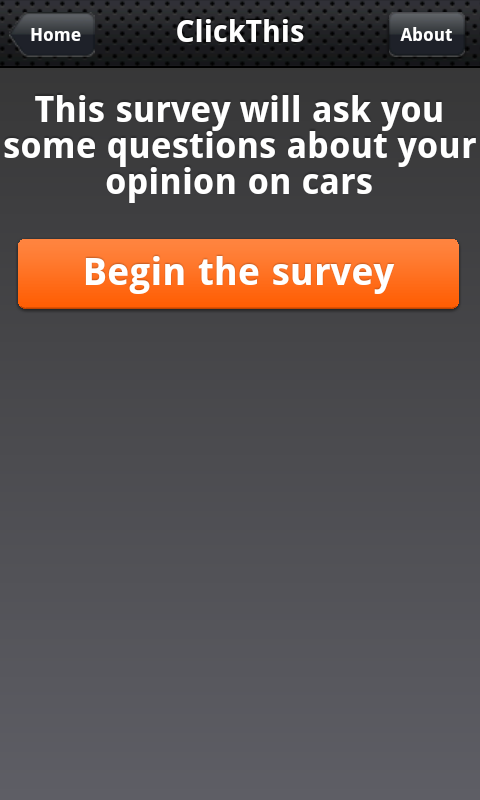 Home
ClickThis
About
This survey will ask you
some questions about your
opinion on cars
Begin the survey